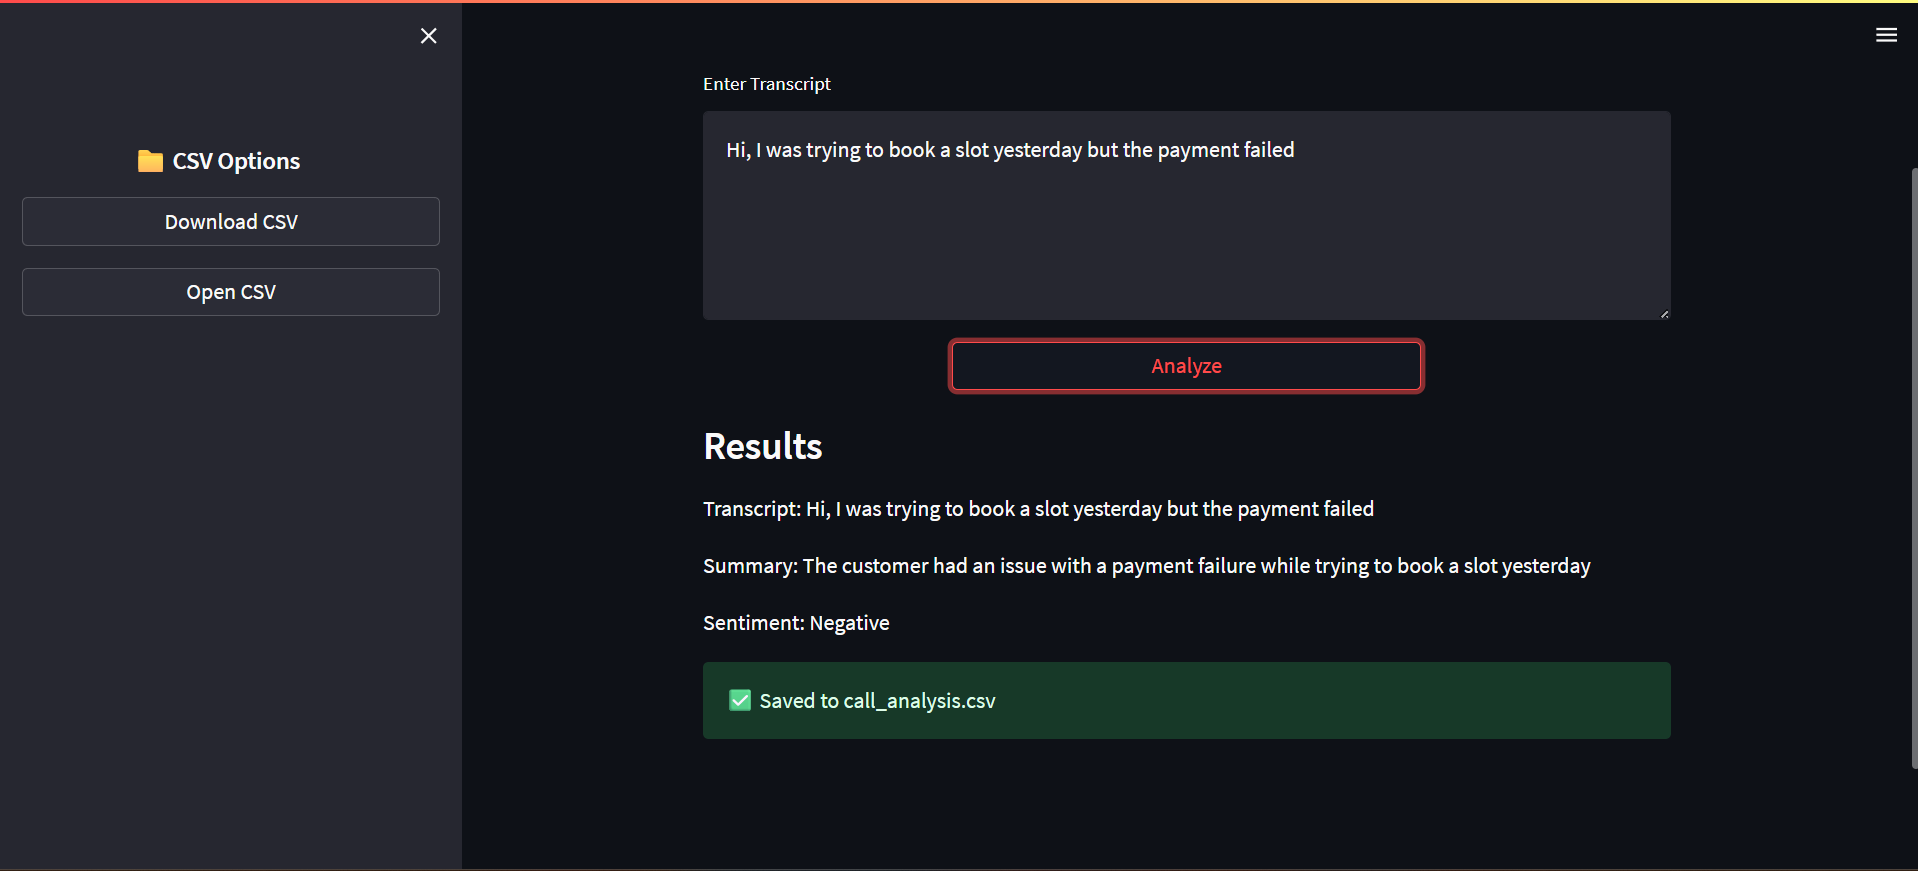 CSV Options
Download CSV
Open CSV
Enter Transcript
Hi, I was trying to book a slot yesterday but the payment failed
Analyze
Results
Transcript: Hi, I was trying to book a slot yesterday but the payment failed
Summary: The customer had an issue with a payment failure while trying to book a slot yesterday
Sentiment: Negative
Saved to call_analysis.csv